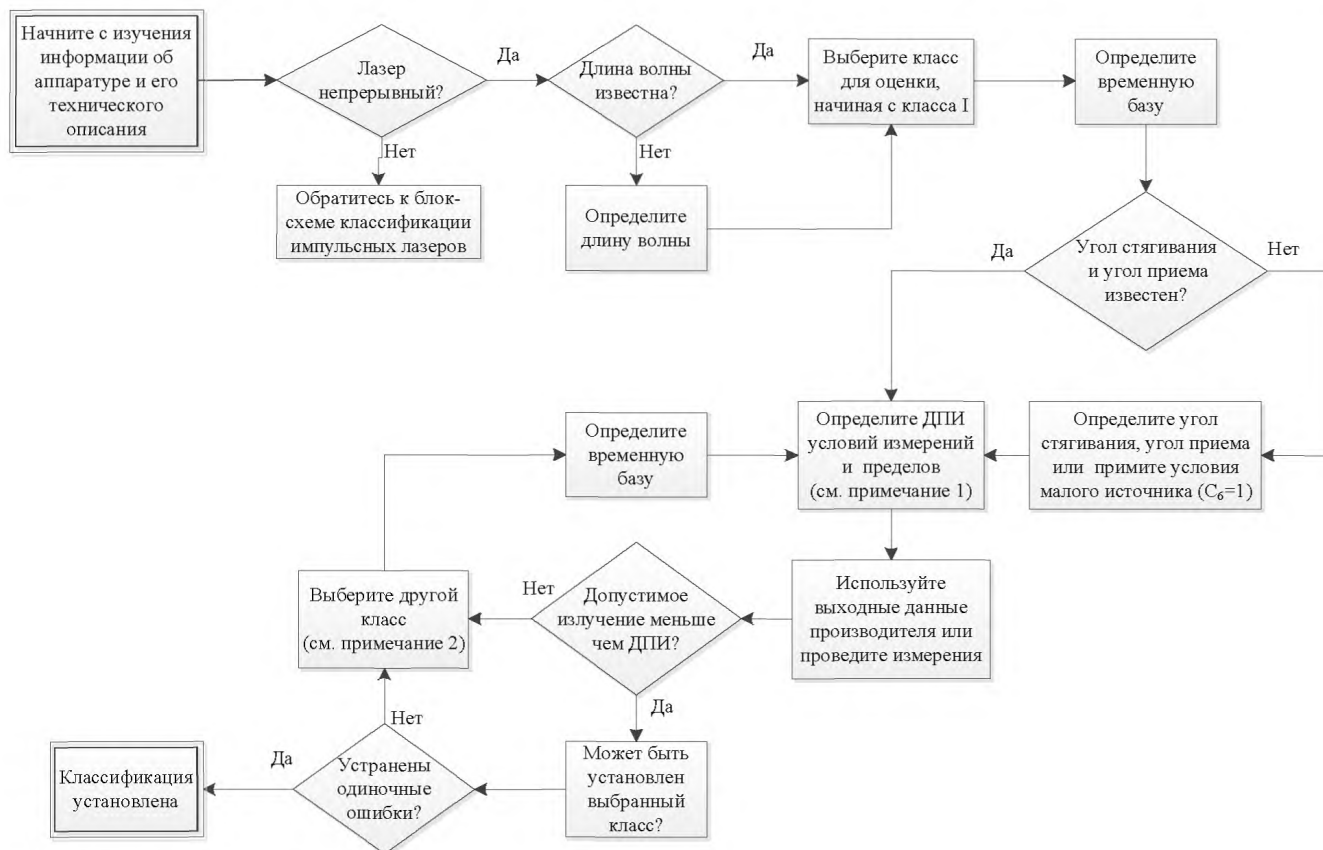 Начните с изучения
информации об
аппаратуре и его
технического
описания
Лазер
непрерывный?
Да
Длина волны
известна?
Да
Выберите класс
для оценки,
начиная с класса I
Определите
временную
базу
Нет
Нет
Обратитесь к блок-
схеме классификации
импульсных лазеров
Определите
длину волны
Да
Угол стягивания
и угол приема
известен?
Нет
Определите
временную
базу
Определите ДПИ
условий измерений
и пределов
(см. примечание 1)
Определите угол
стягивания, угол приема
или примите условия
малого источника (C₆=1)
Выберите другой
класс
(см. примечание 2)
Нет
Допустимое
излучение меньше
чем ДПИ?
Используйте
выходные данные
производителя или
проведите измерения
Да
Нет
Классификация
установлена
Да
Устранены
одиночные
ошибки?
Может быть
установлен
выбранный
класс?